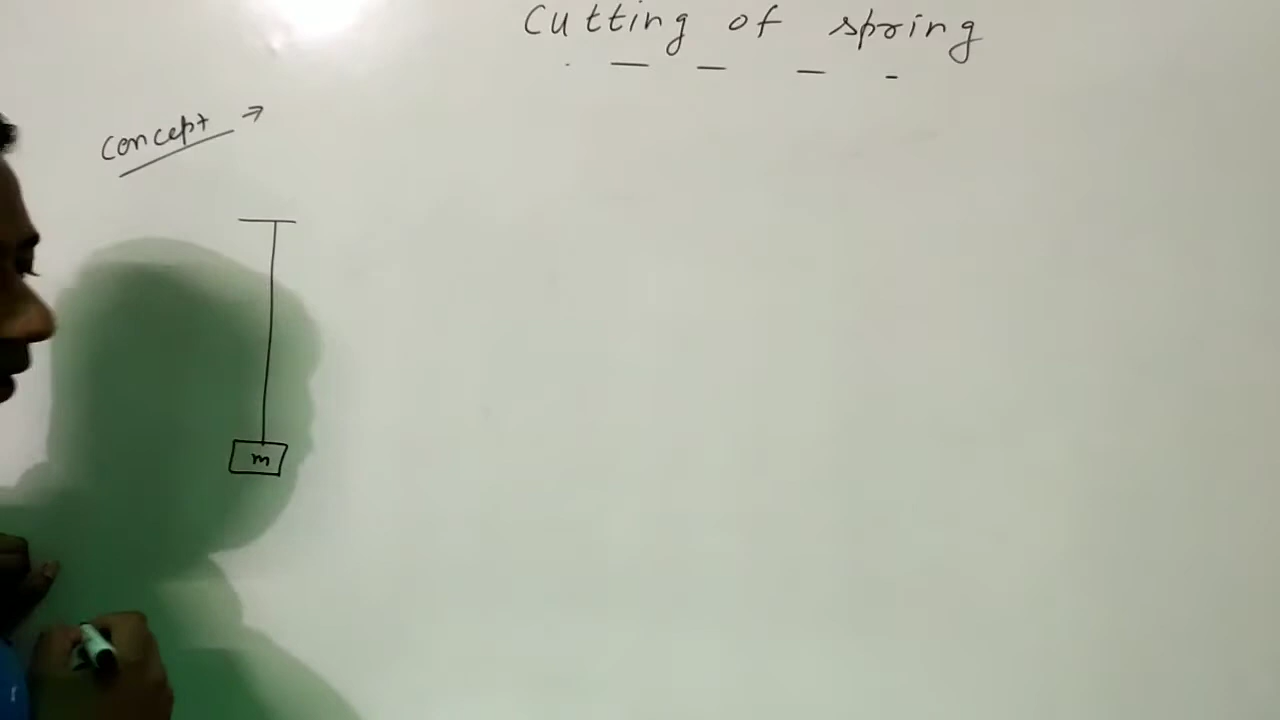 Cutting of spring
concept →
m